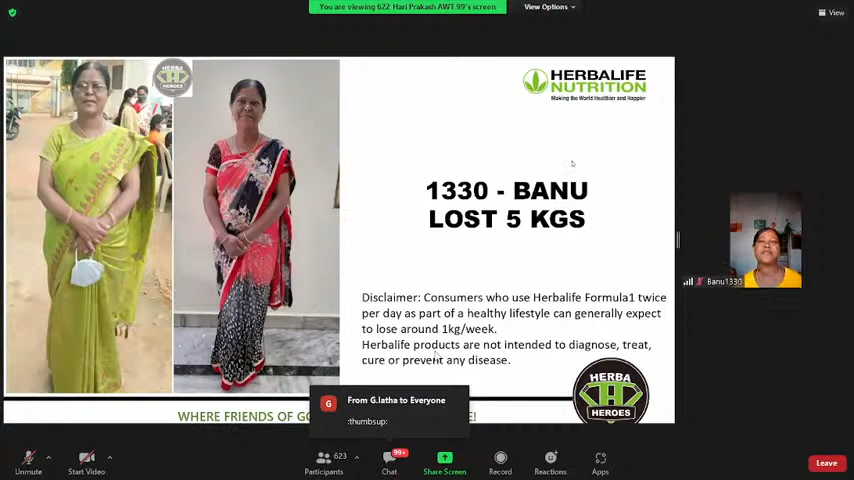 You are viewing 622 Hari Prakash AWT 99's screen
View Options
View
HERBA
HEROES
HERBALIFE
NUTRITION
Making the World Healthier and Happier
1330 - BANU
LOST 5 KGS
Disclaimer: Consumers who use Herbalife Formula1 twice
per day as part of a healthy lifestyle can generally expect
to lose around 1kg/week.
Herbalife products are not intended to diagnose, treat,
cure or prevent any disease.
Banu1330
HERBA
HEROES
WHERE FRIENDS OF
G
From G.latha to Everyone
:thumbsup:
Unmute
Start Video
Participants
623
Chat
99+
Share Screen
Record
Reactions
Apps
Leave